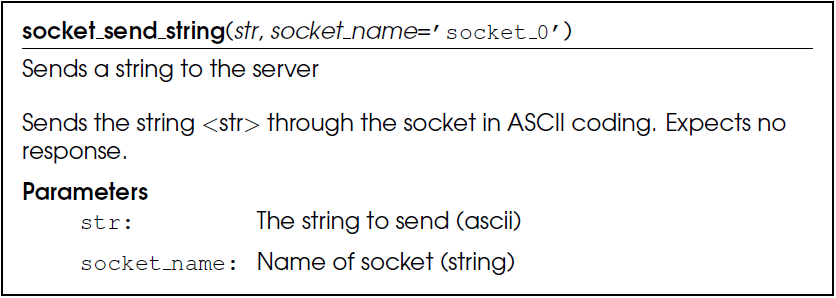 socket_send_string(str, socket_name='socket_0')
Sends a string to the server
Sends the string <str> through the socket in ASCII coding. Expects no
response.
Parameters
str: The string to send (ascii)
socket_name: Name of socket (string)